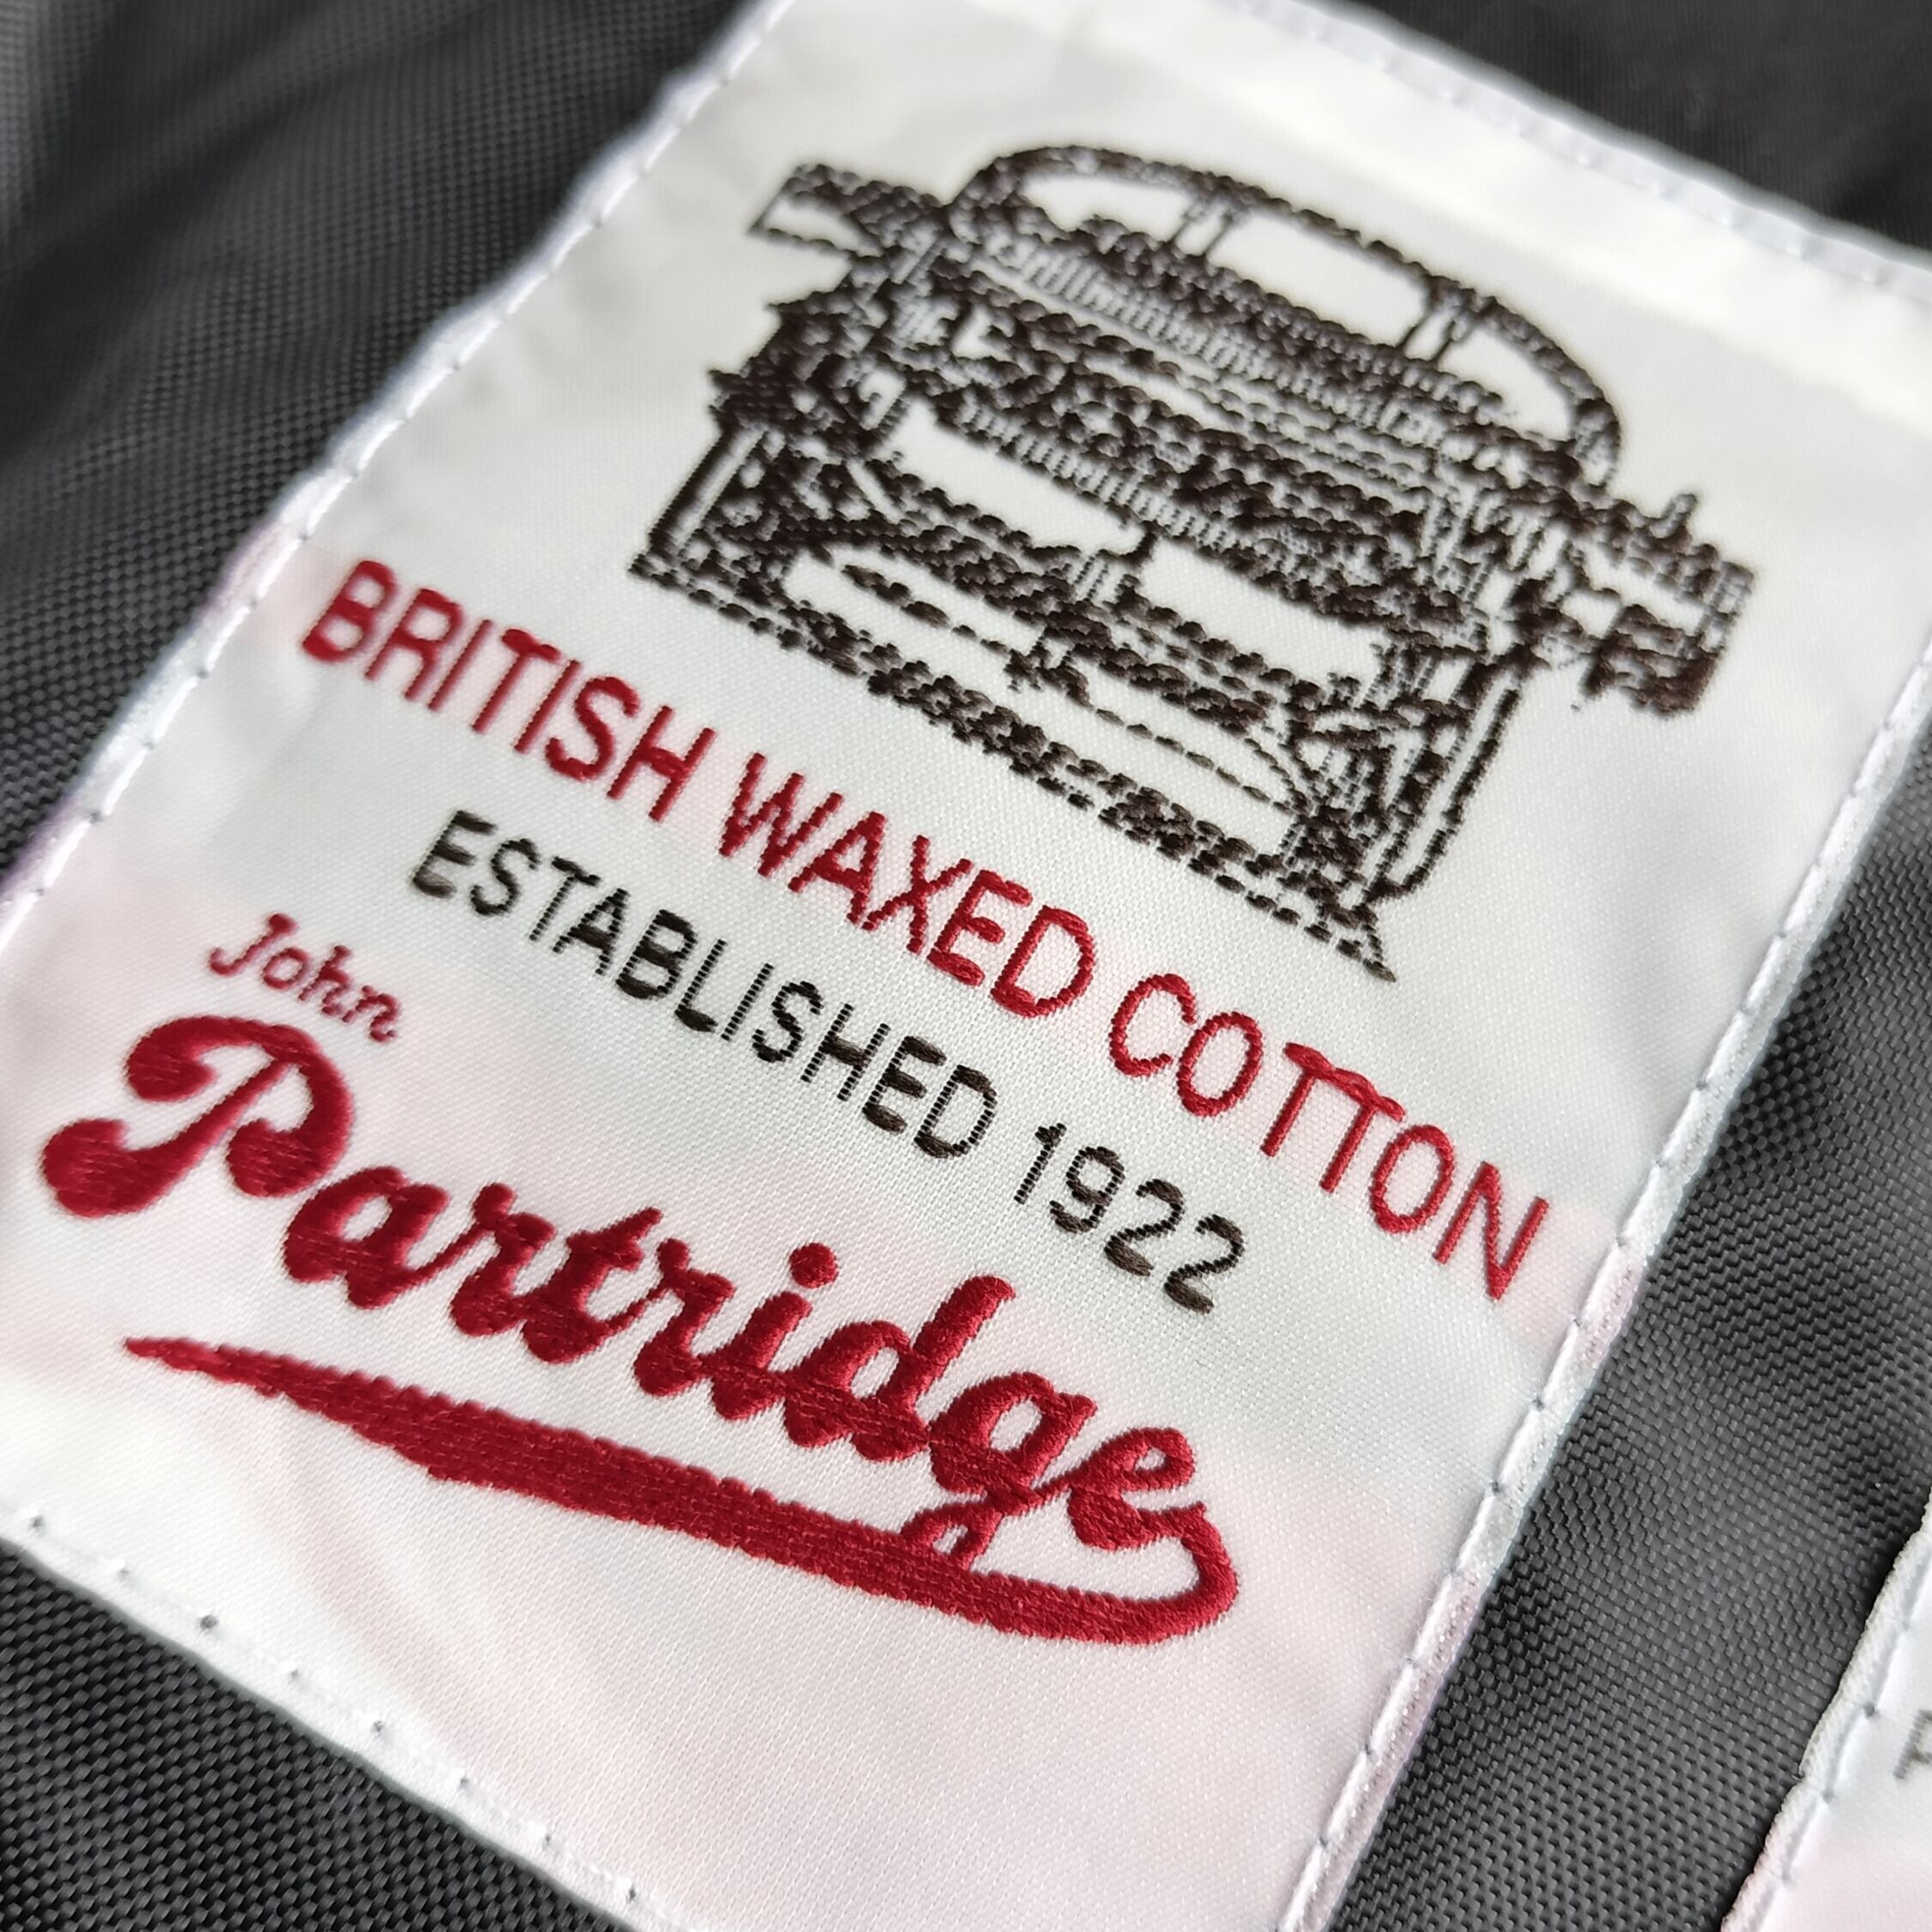 BRITISH WAXED COTTON
ESTABLISHED 1922
John
Partridge